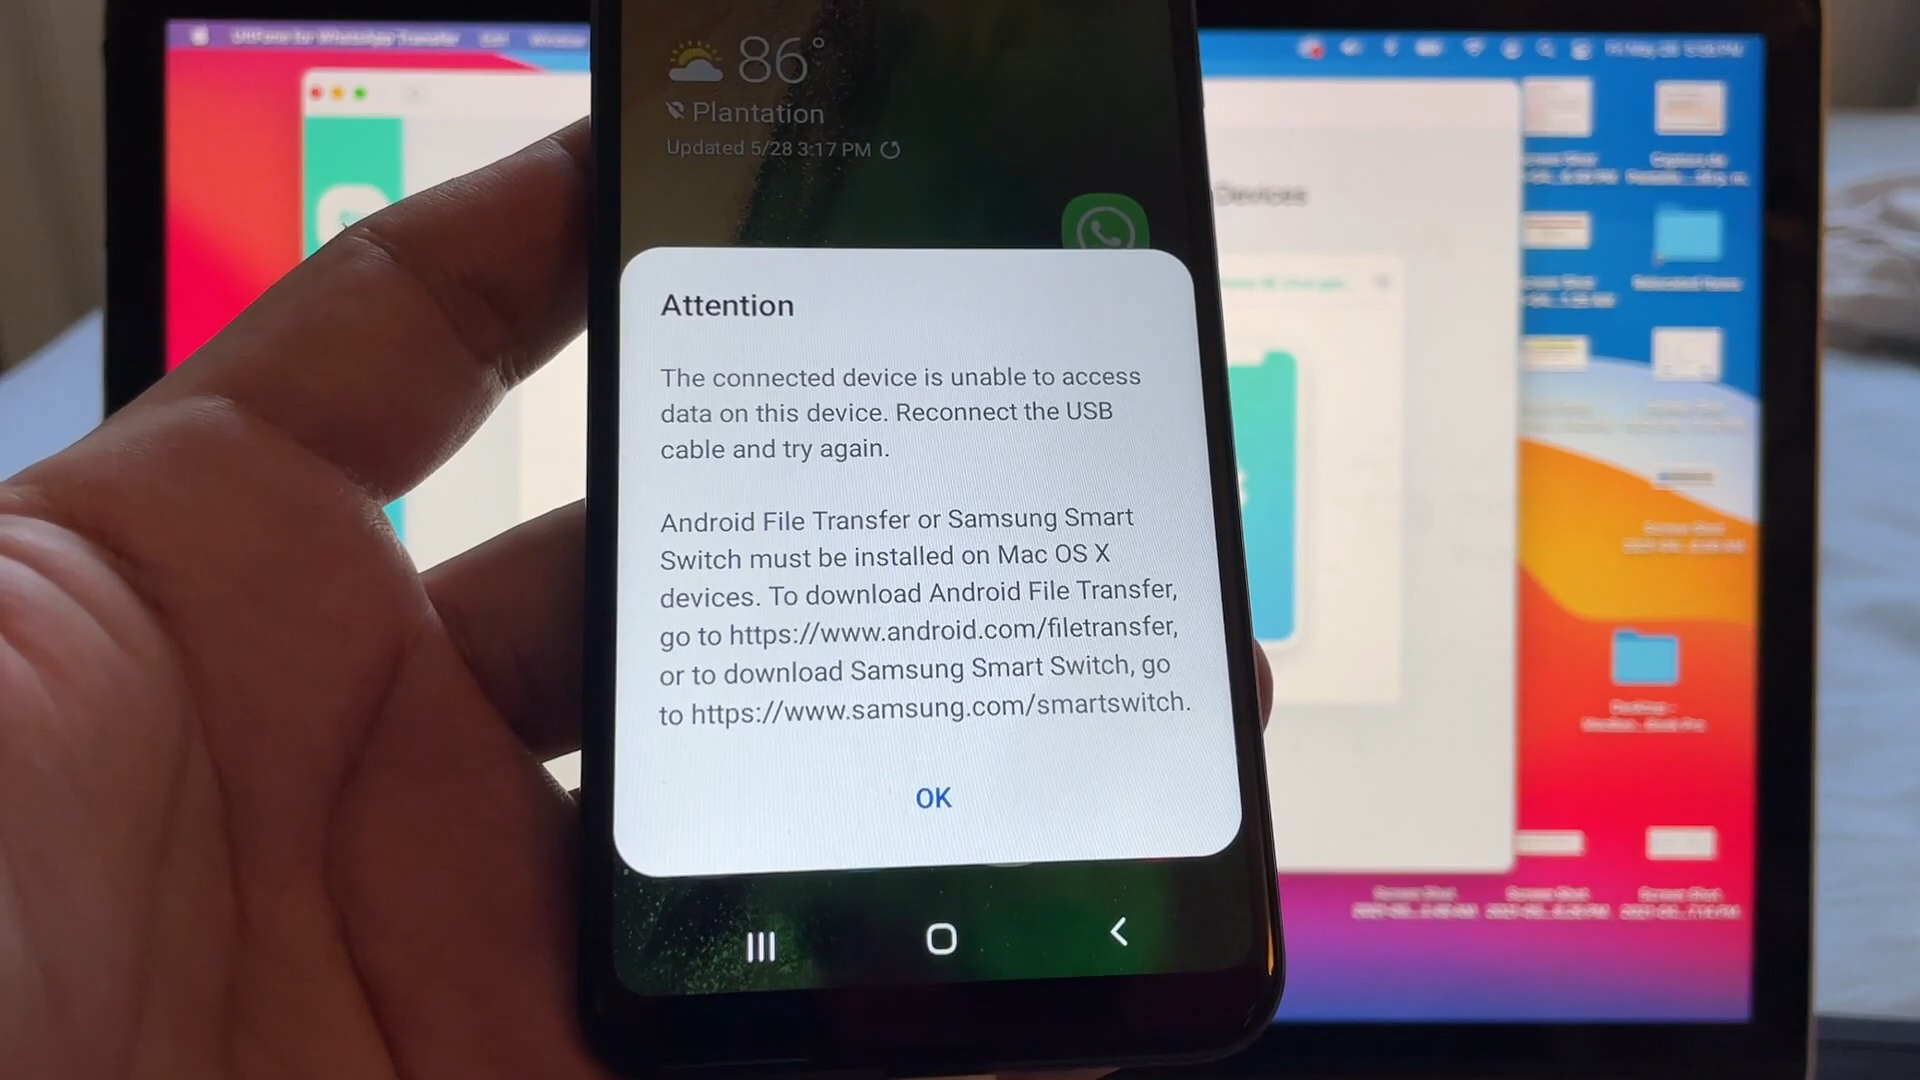 86°
Plantation
Updated 5/28 3:17 PM
Devices
Attention
The connected device is unable to access
data on this device. Reconnect the USB
cable and try again.
Android File Transfer or Samsung Smart
Switch must be installed on Mac OS X
devices. To download Android File Transfer,
go to https://www.android.com/filetransfer,
or to download Samsung Smart Switch, go
to https://www.samsung.com/smartswitch.
OK